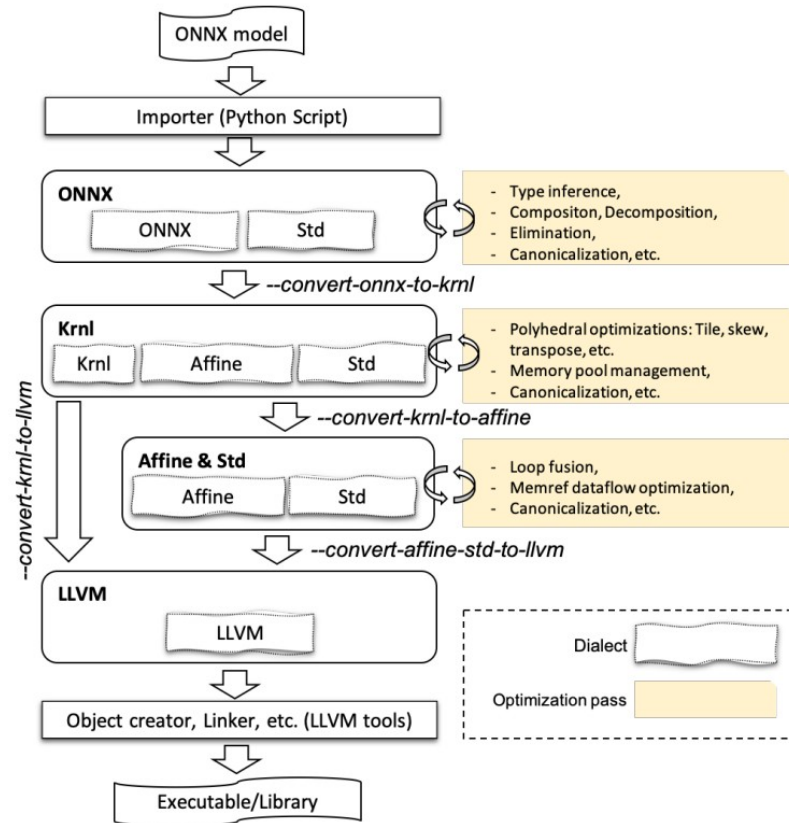 ONNX model
Importer (Python Script)
ONNX
ONNX
Std
- Type inference,
- Compositon, Decomposition,
- Elimination,
- Canonicalization, etc.
--convert-onnx-to-krnl
Krnl
Krnl
Affine
Std
- Polyhedral optimizations: Tile, skew,
transpose, etc.
- Memory pool management,
- Canonicalization, etc.
--convert-krnl-to-llvm
--convert-krnl-to-affine
Affine & Std
Affine
Std
- Loop fusion,
- Memref dataflow optimization,
- Canonicalization, etc.
--convert-affine-std-to-llvm
LLVM
LLVM
Dialect
Optimization pass
Object creator, Linker, etc. (LLVM tools)
Executable/Library